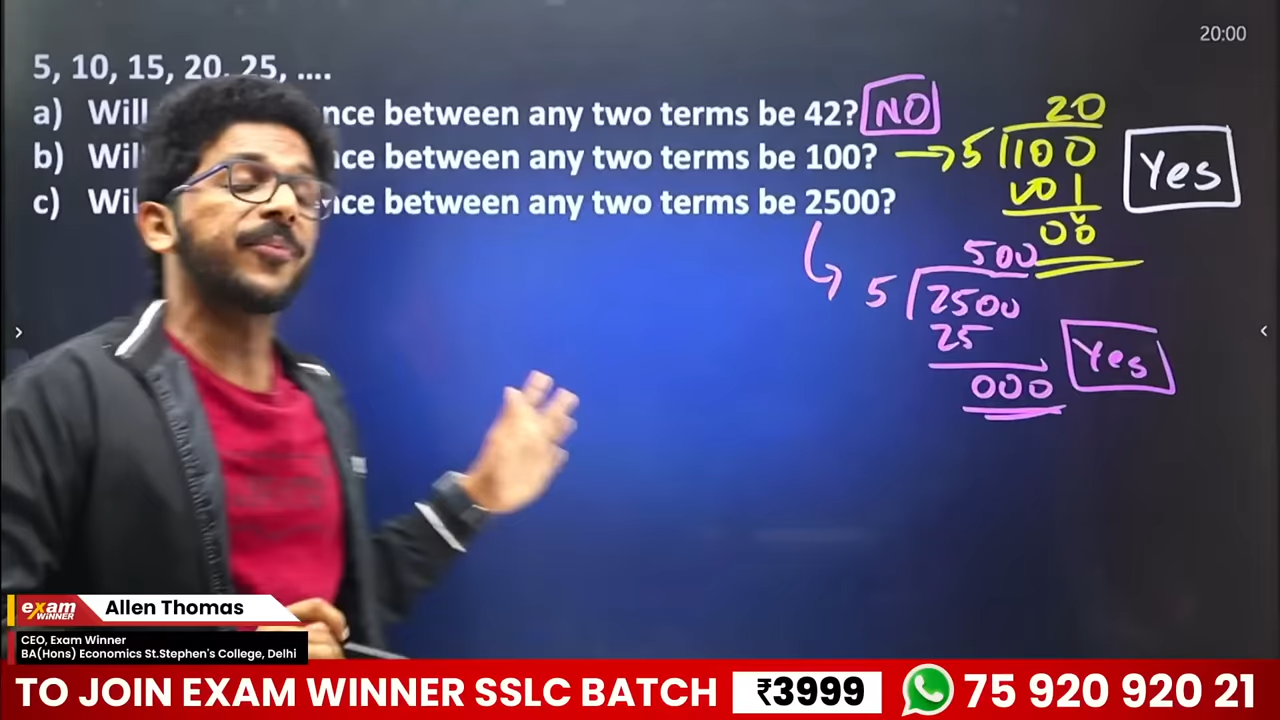 20:00
5, 10, 15, 20, 25, ....
a) Will nce between any two terms be 42? NO
b) Wil nce between any two terms be 100? → 5 100 Yes
20
00
c) Wil nce between any two terms be 2500?
500
5 2500
25
000 Yes
exam WINNER Allen Thomas
CEO, Exam Winner
BA(Hons) Economics St.Stephen's College, Delhi
TO JOIN EXAM WINNER SSLC BATCH ₹3999 75 920 920 21